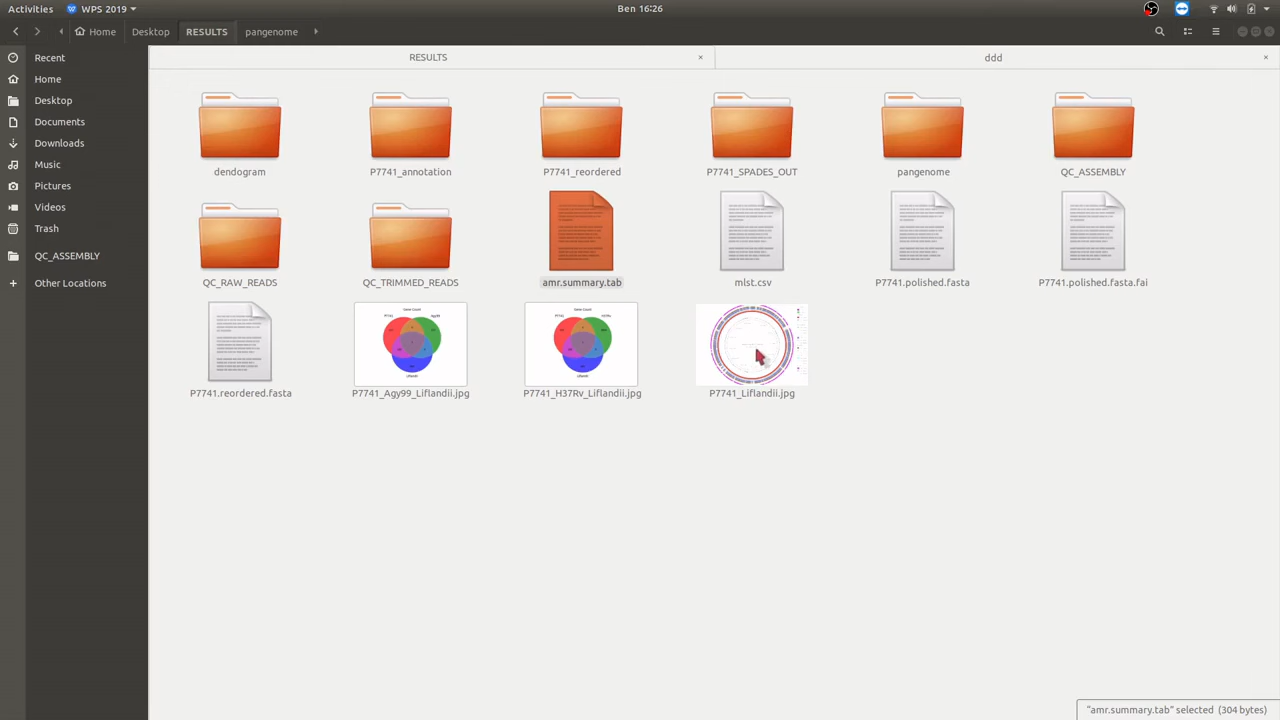 Activities WPS 2019 Ben 16:26
Home Desktop RESULTS pangenome
Recent
Home
Desktop
Documents
Downloads
Music
Pictures
Videos
Trash
QC_ASSEMBLY
Other Locations
RESULTS × ddd ×
dendogram P7741_annotation P7741_reordered P7741_SPADES_OUT pangenome QC_ASSEMBLY
QC_RAW_READS QC_TRIMMED_READS amr.summary.tab mlst.csv P7741.polished.fasta P7741.polished.fasta.fai
P7741.reordered.fasta P7741_Agy99_Liflandii.jpg P7741_H37Rv_Liflandii.jpg P7741_Liflandii.jpg
"amr.summary.tab" selected (304 bytes)